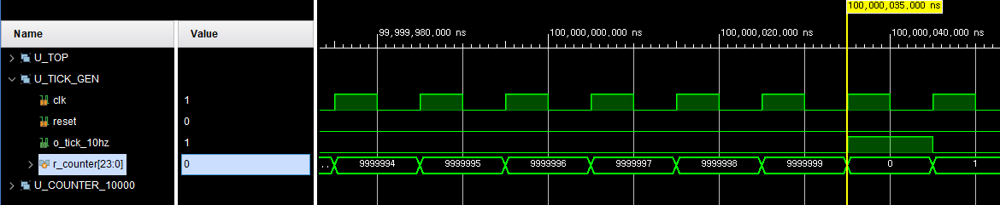 100,000,035.000 ns
Name Value
99,999,980.000 ns 100,000,000.000 ns 100,000,020.000 ns 100,000,040.000 ns
U_TOP
U_TICK_GEN
clk 1
reset 0
o_tick_10hz 1
r_counter[23:0] 0 .. 9999994 9999995 9999996 9999997 9999998 9999999 0 1
U_COUNTER_10000